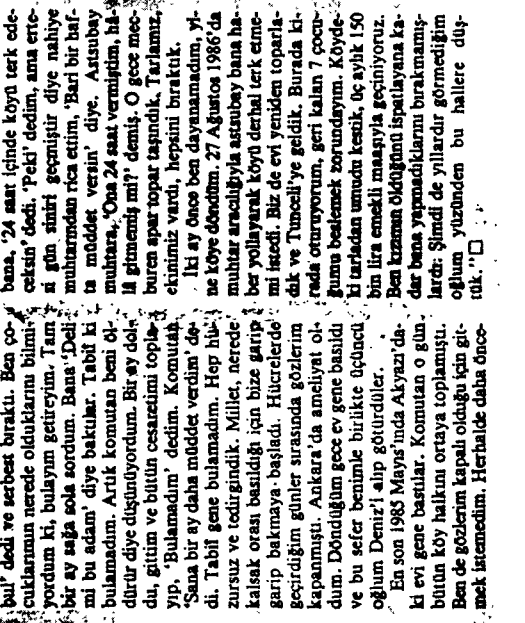 bul' dedi ve serbest bıraktı. Ben ço-
cuklarımın nerede olduklarını bilmi-
yordum ki, bulayım getireyim. Tam
bir ay sağa sola sordum. Bana 'Deli
mi bu adam' diye baktılar. Tabiî ki
bulamadım. Artık komutan beni öl-
dürür diye düşünüyordum. Bir ay dol-
du, gittim ve bütün cesaretimi topla-
yıp, 'Bulamadım' dedim. Komutan,
'Sana bir ay daha müddet verdim' de-
di. Tabiî gene bulamadım. Hep hu-
zursuz ve tedirgindik. Millet, nerede
kalsak orası basıldığı için bize garip
garip bakmaya başladı. Hücrelerde
geçirdiğim günler sırasında gözlerim
kapanmıştı. Ankara'da ameliyat ol-
dum. Döndüğüm gece ev gene basıldı
ve bu sefer benimle birlikte üçüncü
oğlum Deniz'i alıp götürdüler.
En son 1985 Mayıs'ında Akyazı'da-
ki evi gene bastılar. Komutan o gün
bütün köy halkını ortaya toplamıştı.
Ben de gözlerim kapalı olduğu için git-
mek istemedim. Herhalde daha önce-
bana, '24 saat içinde köyü terk ede-
ceksin' dedi. 'Peki' dedim, ama erte-
si gün siniri geçmiştir diye nahiye
muhtarından rica ettim, 'Bari bir haf-
ta müddet versin' diye. Astsubay
muhtara, 'Ona 24 saat vermiştim, hâ-
lâ gitmemiş mi?' demiş. O gece mec-
buren apar topar taşındık. Tarlamız,
ekinimiz vardı, hepsini bıraktık.
İki ay önce ben dayanamadım, yi-
ne köye döndüm. 27 Ağustos 1986'da
muhtar aracılığıyla astsubay bana ha-
ber yollayarak köyü derhal terk etme-
mi istedi. Biz de evi yeniden toparla-
dık ve Tunceli'ye geldik. Burada ki-
rada oturuyorum, geri kalan 7 çocu-
ğumu beslemek zorundayım. Köyde-
ki tarladan umudu kestik, üç aylık 150
bin lira emekli maaşıyla geçiniyoruz.
Ben kızımın öldüğünü ispatlayana ka-
dar bana yapmadıklarını bırakmamış-
lardı. Şimdi de yıllardır görmediğim
oğlum yüzünden bu hallere düş-
tük."□